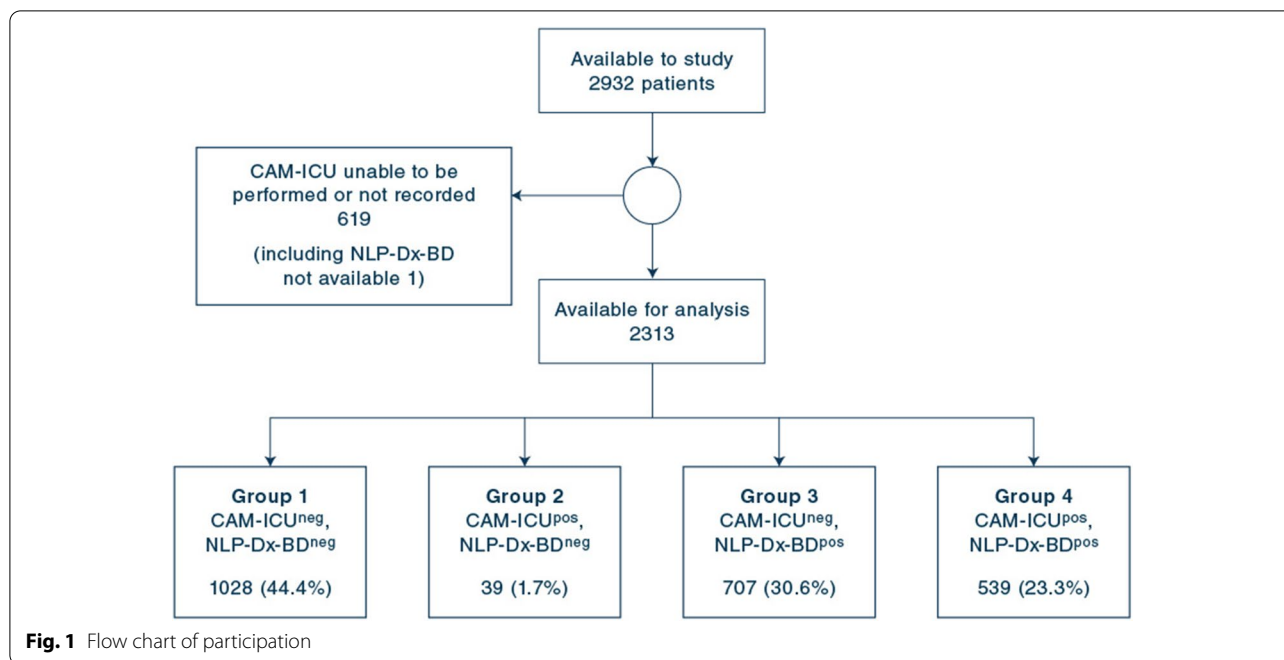 Available to study
2932 patients
CAM-ICU unable to be
performed or not recorded
619
(including NLP-Dx-BD
not available 1)
Available for analysis
2313
Group 1
CAM-ICUneg,
NLP-Dx-BDneg
1028 (44.4%)
Group 2
CAM-ICUpos,
NLP-Dx-BDneg
39 (1.7%)
Group 3
CAM-ICUneg,
NLP-Dx-BDpos
707 (30.6%)
Group 4
CAM-ICUpos,
NLP-Dx-BDpos
539 (23.3%)
Fig. 1 Flow chart of participation